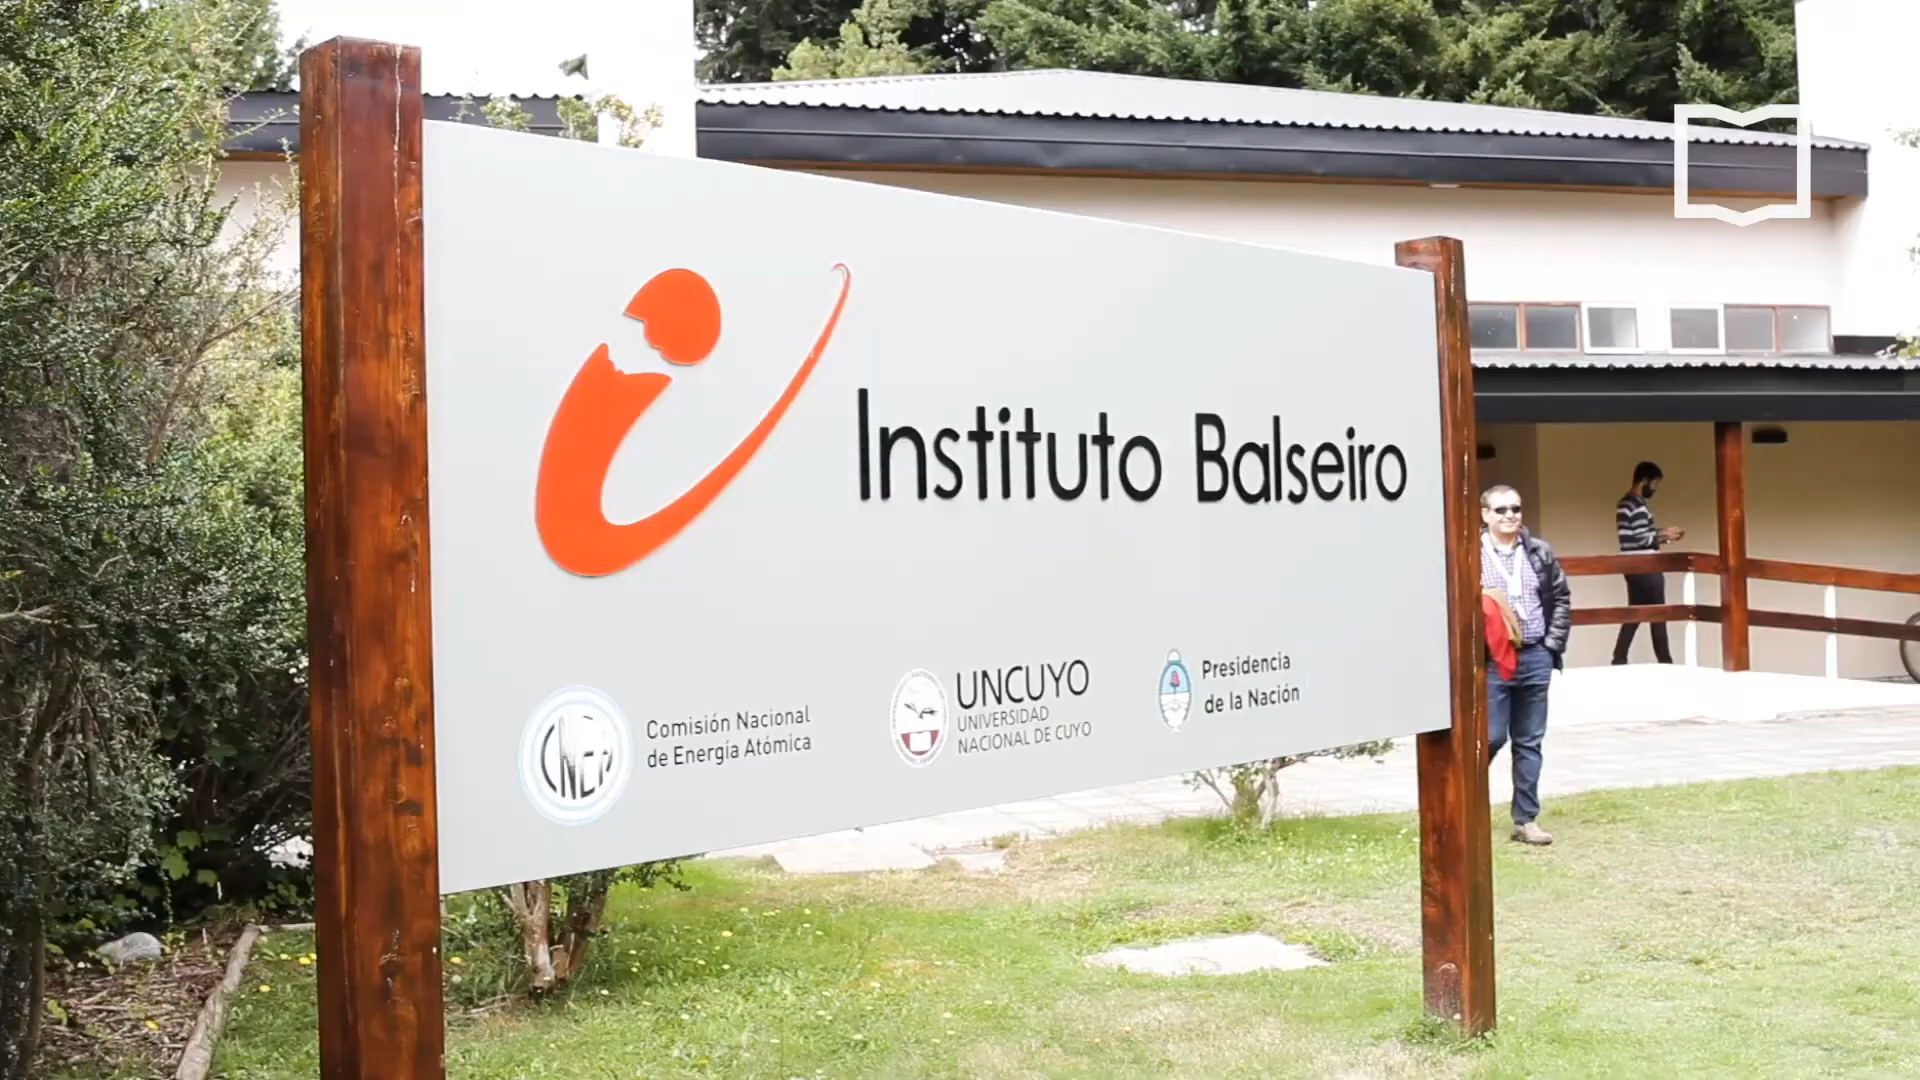 Instituto Balseiro
CNEA
Comisión Nacional
de Energía Atómica
UNCUYO
UNIVERSIDAD
NACIONAL DE CUYO
Presidencia
de la Nación